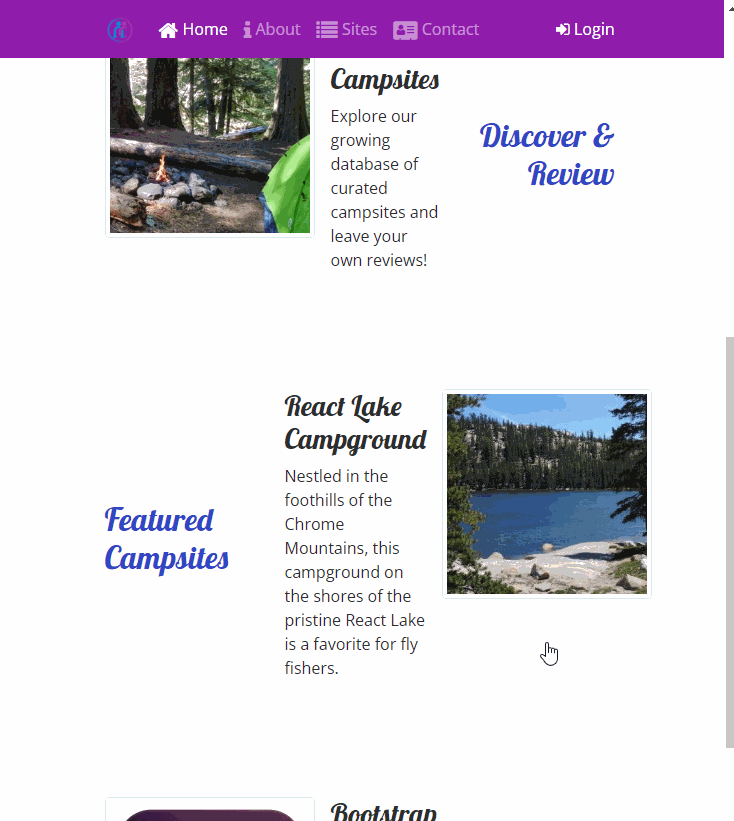 Home About Sites Contact Login
Campsites
Explore our
growing
database of
curated
campsites and
leave your
own reviews!
Discover &
Review
Featured
Campsites
React Lake
Campground
Nestled in the
foothills of the
Chrome
Mountains, this
campground on
the shores of the
pristine React Lake
is a favorite for fly
fishers.
Bootstrap